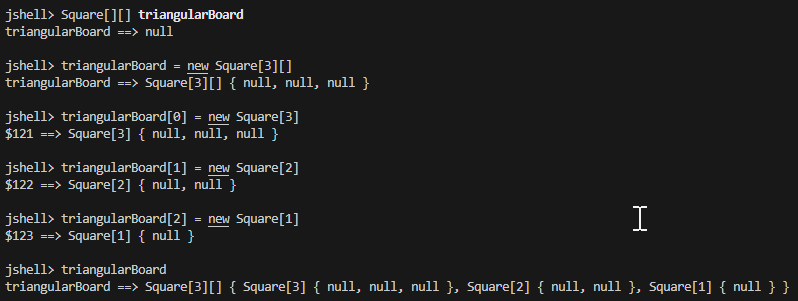 jshell> Square[][] triangularBoard
triangularBoard ==> null
jshell> triangularBoard = new Square[3][]
triangularBoard ==> Square[3][] { null, null, null }
jshell> triangularBoard[0] = new Square[3]
$121 ==> Square[3] { null, null, null }
jshell> triangularBoard[1] = new Square[2]
$122 ==> Square[2] { null, null }
jshell> triangularBoard[2] = new Square[1]
$123 ==> Square[1] { null }
jshell> triangularBoard
triangularBoard ==> Square[3][] { Square[3] { null, null, null }, Square[2] { null, null }, Square[1] { null } }